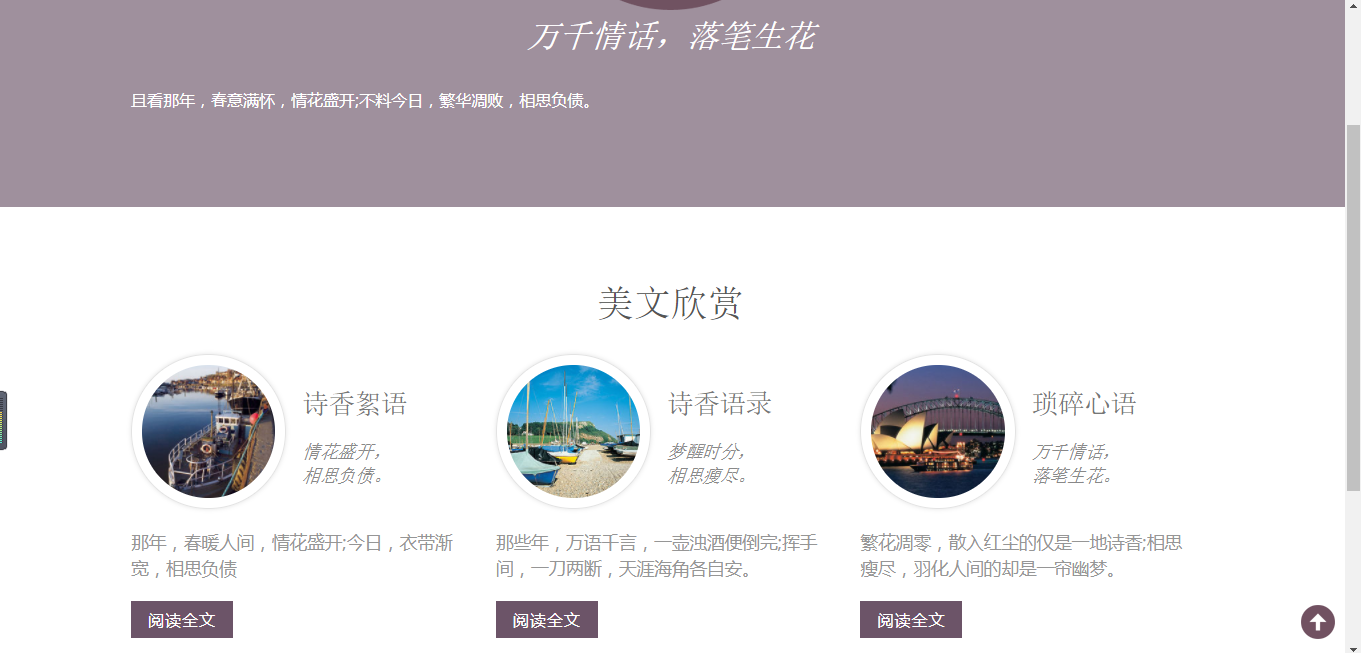 万千情话，落笔生花
且看那年，春意满怀，情花盛开;不料今日，繁华凋败，相思负债。
美文欣赏
诗香絮语
情花盛开，
相思负债。
那年，春暖人间，情花盛开;今日，衣带渐
宽，相思负债
阅读全文
诗香语录
梦醒时分，
相思瘦尽。
那些年，万语千言，一壶浊酒便倒完;挥手
间，一刀两断，天涯海角各自安。
阅读全文
琐碎心语
万千情话，
落笔生花。
繁花凋零，散入红尘的仅是一地诗香;相思
瘦尽，羽化人间的却是一帘幽梦。
阅读全文